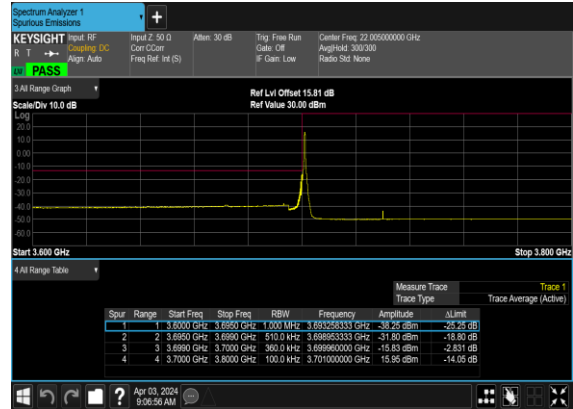 Spectrum Analyzer 1
Spurious Emissions
KEYSIGHT Input: RF Input Z: 50 Ω Atten: 30 dB Trig: Free Run Center Freq: 22.005000000 GHz
R T Coupling: DC Corr CCorr Gate: Off Avg|Hold: 300/300
Align: Auto Freq Ref: Int (S) IF Gain: Low Radio Std: None
PASS
3.All Range Graph
Ref Lvl Offset 15.81 dB
Scale/Div 10.0 dB Ref Value 30.00 dBm
Log
20.0
10.0
0.00
-10.0
-20.0
-30.0
-40.0
-50.0
-60.0
Start 3.600 GHz Stop 3.800 GHz
4.All Range Table
Measure Trace Trace 1
Trace Type Trace Average (Active)
Spur Range Start Freq Stop Freq RBW Frequency Amplitude ΔLimit
1 1 3.6000 GHz 3.6950 GHz 1.000 MHz 3.693258333 GHz -38.25 dBm -25.25 dB
2 2 3.6950 GHz 3.6990 GHz 510.0 kHz 3.698953333 GHz -31.80 dBm -18.80 dB
3 3 3.6990 GHz 3.7000 GHz 360.0 kHz 3.699960000 GHz -15.83 dBm -2.831 dB
4 4 3.7000 GHz 3.8000 GHz 100.0 kHz 3.701000000 GHz 15.95 dBm -14.05 dB
? Apr 03, 2024
9:06:56 AM